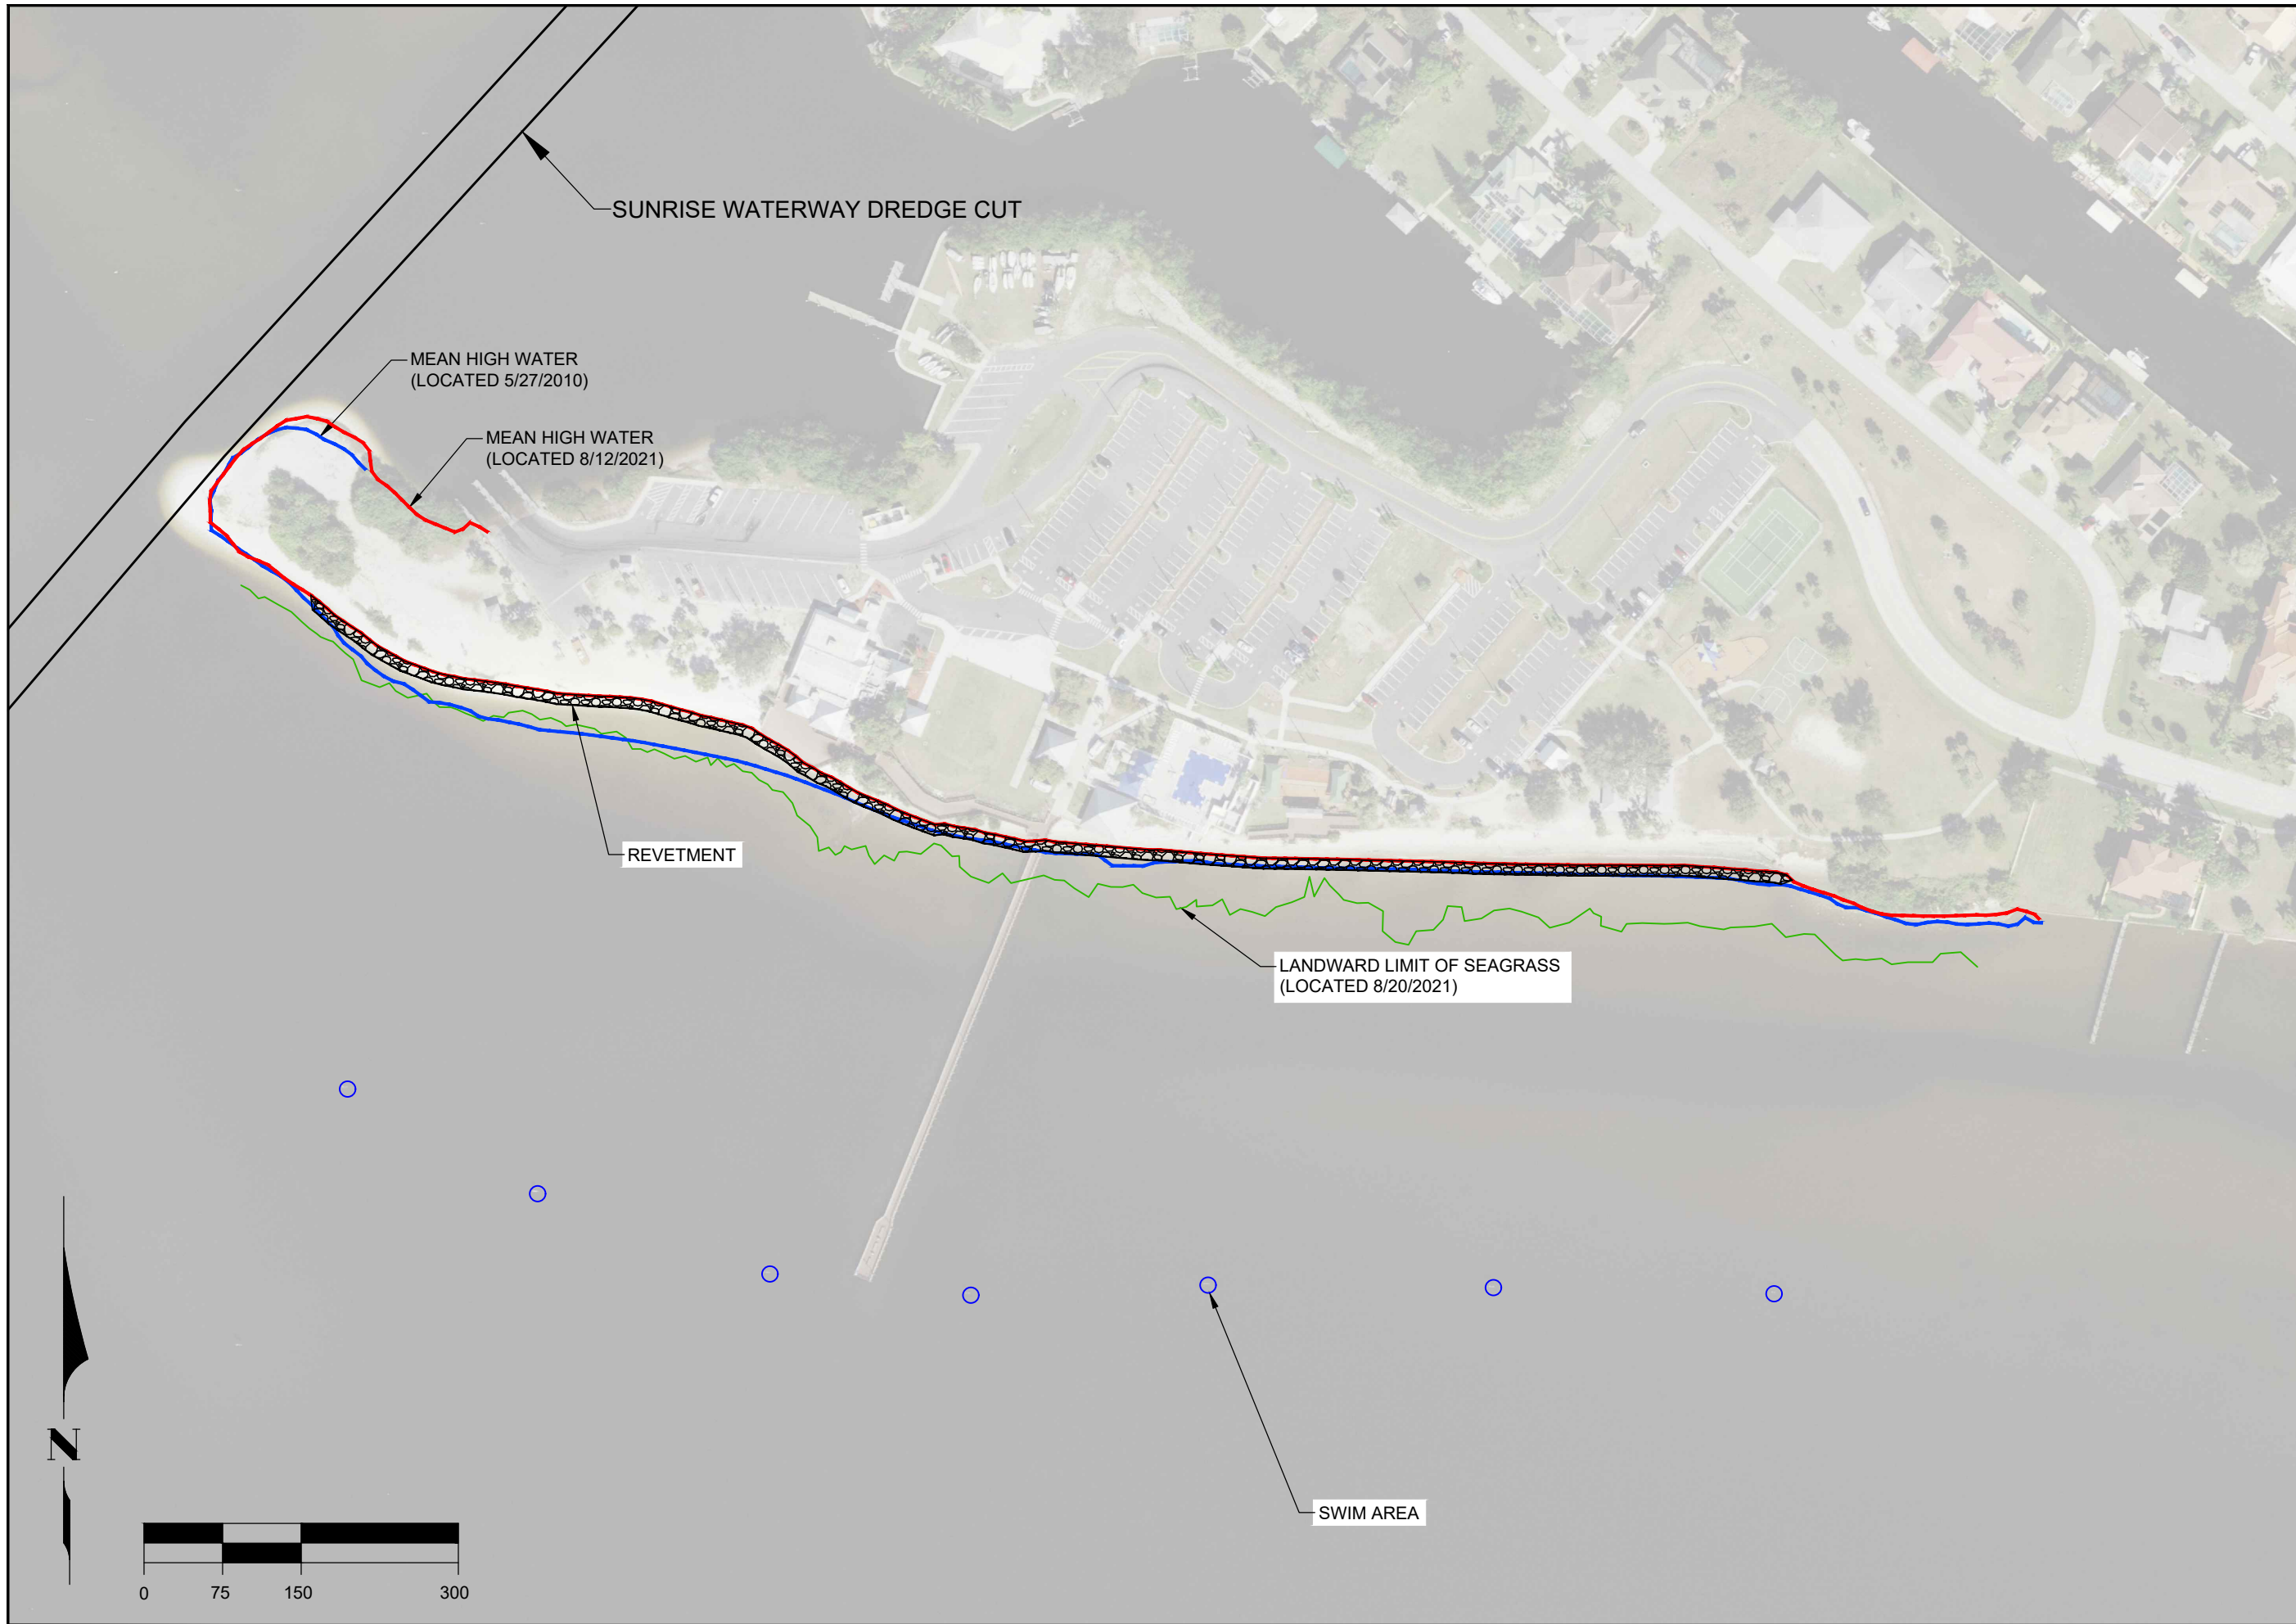 SUNRISE WATERWAY DREDGE CUT
MEAN HIGH WATER
(LOCATED 5/27/2010)
MEAN HIGH WATER
(LOCATED 8/12/2021)
REVETMENT
LANDWARD LIMIT OF SEAGRASS
(LOCATED 8/20/2021)
SWIM AREA
N
0 75 150 300